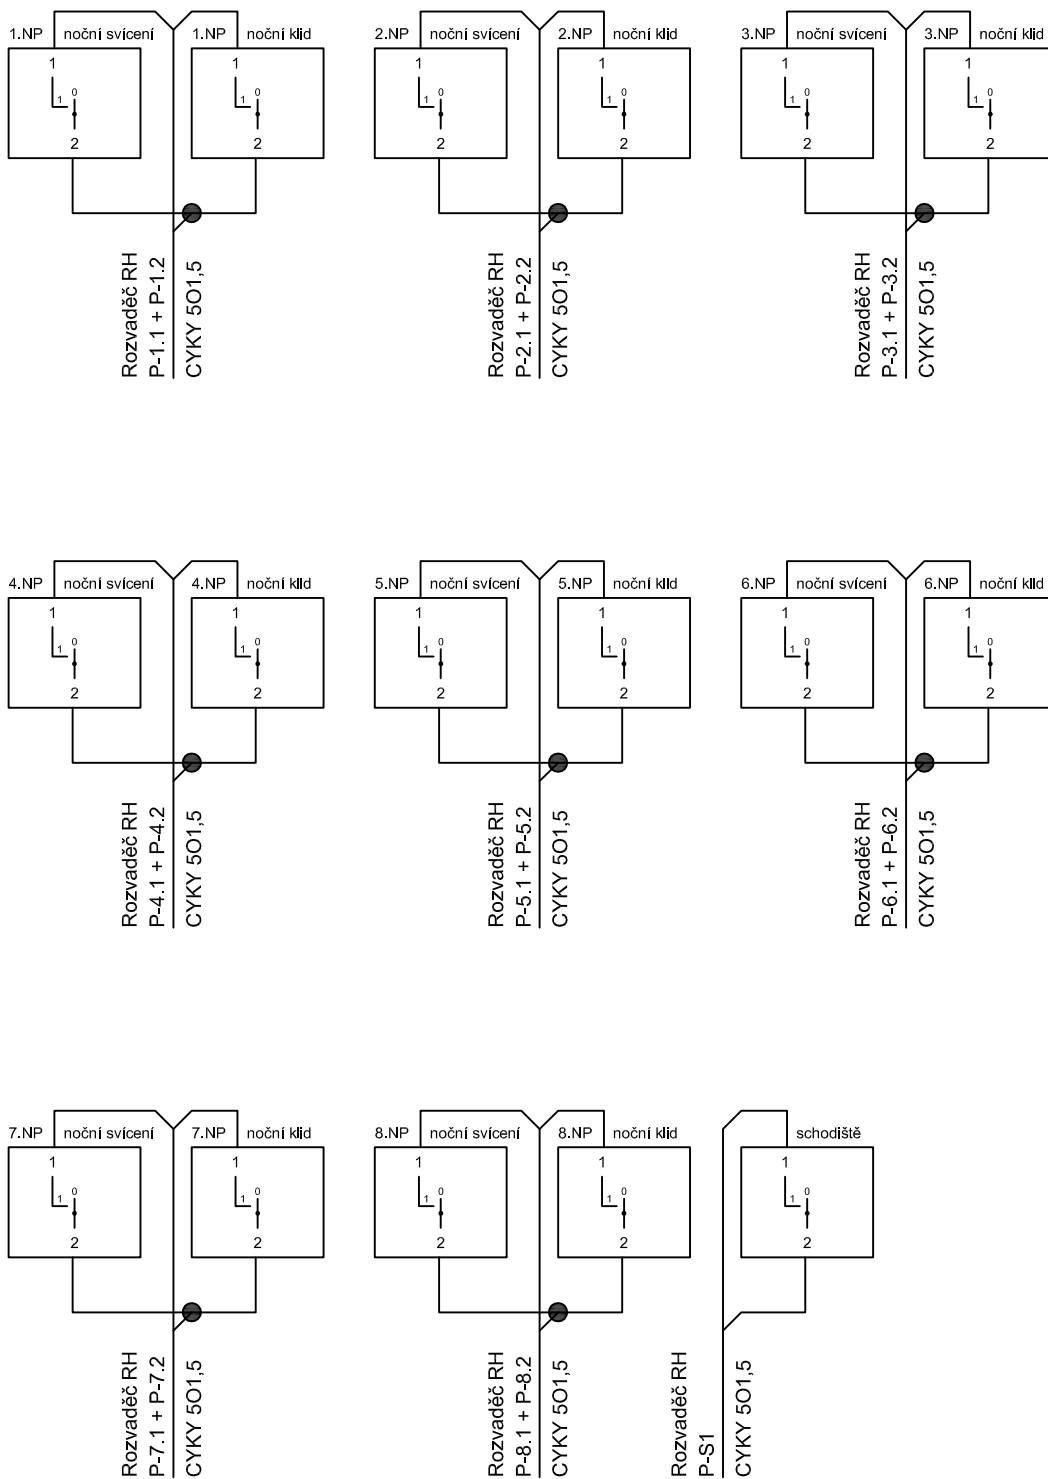 1.NP noční svícení 1.NP noční klid
1 1
1 0 1 0
2 2
Rozvaděč RH
P-1.1 + P-1.2
CYKY 5O1,5
2.NP noční svícení 2.NP noční klid
1 1
1 0 1 0
2 2
Rozvaděč RH
P-2.1 + P-2.2
CYKY 5O1,5
3.NP noční svícení 3.NP noční klid
1 1
1 0 1 0
2 2
Rozvaděč RH
P-3.1 + P-3.2
CYKY 5O1,5
4.NP noční svícení 4.NP noční klid
1 1
1 0 1 0
2 2
Rozvaděč RH
P-4.1 + P-4.2
CYKY 5O1,5
5.NP noční svícení 5.NP noční klid
1 1
1 0 1 0
2 2
Rozvaděč RH
P-5.1 + P-5.2
CYKY 5O1,5
6.NP noční svícení 6.NP noční klid
1 1
1 0 1 0
2 2
Rozvaděč RH
P-6.1 + P-6.2
CYKY 5O1,5
7.NP noční svícení 7.NP noční klid
1 1
1 0 1 0
2 2
Rozvaděč RH
P-7.1 + P-7.2
CYKY 5O1,5
8.NP noční svícení 8.NP noční klid
1 1
1 0 1 0
2 2
Rozvaděč RH
P-8.1 + P-8.2
CYKY 5O1,5
schodiště
1
1 0
2
Rozvaděč RH
P-S1
CYKY 5O1,5